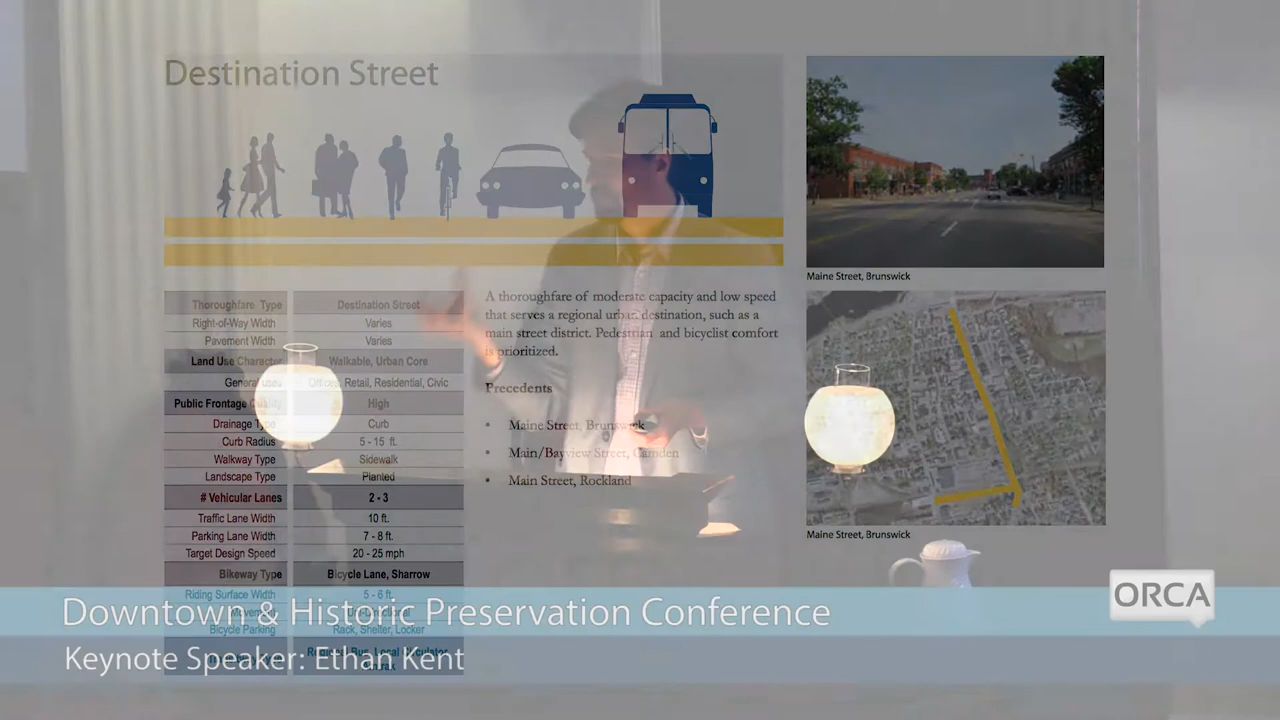 Destination Street
Thoroughfare Type Destination Street
Right-of-Way Width Varies
Pavement Width Varies
Land Use Character Walkable, Urban Core
General uses Offices, Retail, Residential, Civic
Public Frontage Quality High
Drainage Type Curb
Curb Radius 5 - 15 ft.
Walkway Type Sidewalk
Landscape Type Planted
# Vehicular Lanes 2 - 3
Traffic Lane Width 10 ft.
Parking Lane Width 7 - 8 ft.
Target Design Speed 20 - 25 mph
Bikeway Type Bicycle Lane, Sharrow
Riding Surface Width 5 - 6 ft.
Movement
Bicycle Parking Rack, Shelter, Locker
Bus, Local Circulator,
A thoroughfare of moderate capacity and low speed
that serves a regional urban destination, such as a
main street district. Pedestrian and bicyclist comfort
is prioritized.
Precedents
• Maine Street, Brunswick
• Main/Bayview Street, Camden
• Main Street, Rockland
Maine Street, Brunswick
Maine Street, Brunswick
Downtown & Historic Preservation Conference
Keynote Speaker: Ethan Kent
ORCA